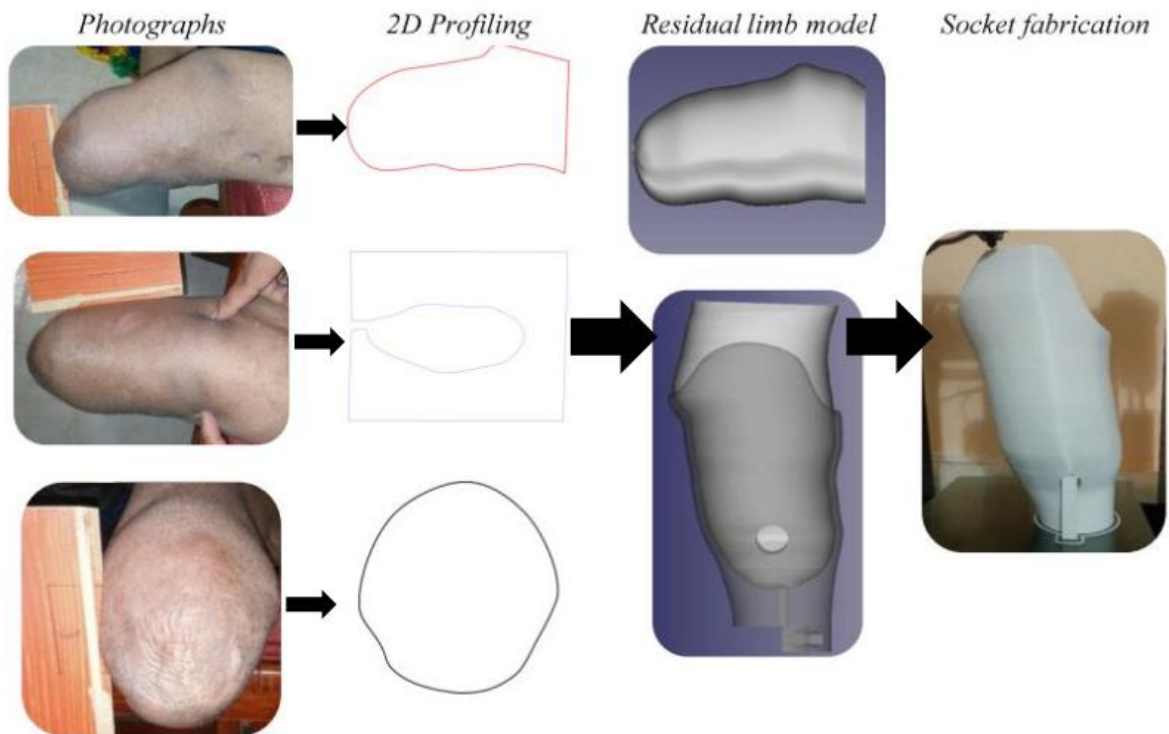 Photographs
2D Profiling
Residual limb model
Socket fabrication